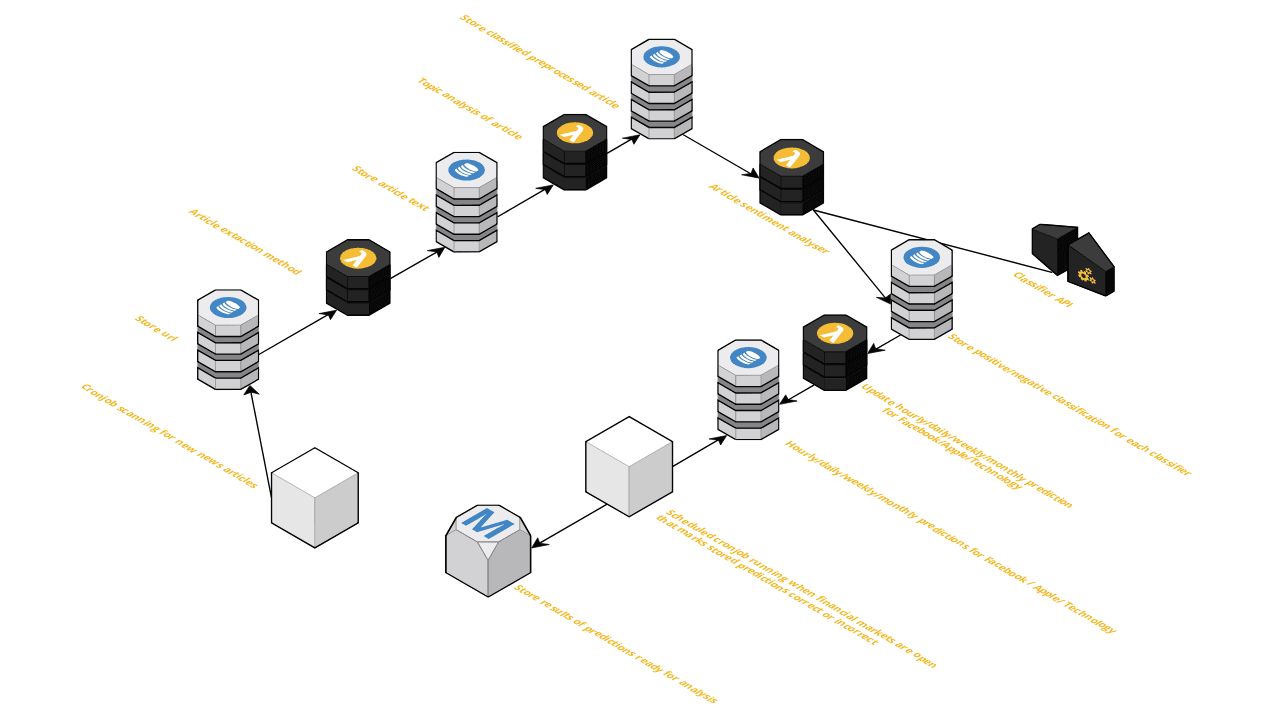 Store classified preprocessed article
Topic analysis of article
Store article text
Article extaction method
Store url
Cronjob scanning for new news articles
Article sentiment analyser
Classifier API
Store positive/negative classification for each classifier
Update hourly/daily/weekly/monthly prediction
for Facebook/Apple/Technology
Hourly/daily/weekly/monthly predictions for Facebook / Apple/ Technology
Scheduled cronjob running when financial markets are open
that marks stored predictions correct or incorrect
M
Store results of predictions ready for analysis